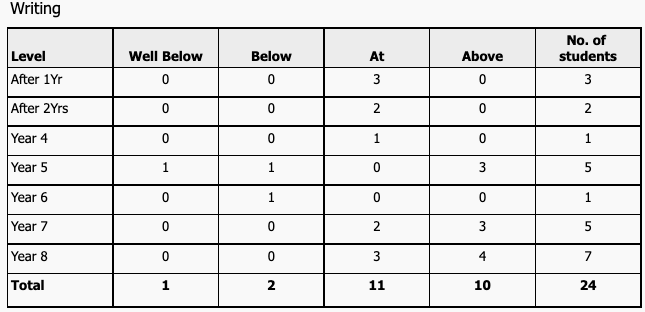 Writing
Level Well Below Below At Above No. of students
After 1Yr 0 0 3 0 3
After 2Yrs 0 0 2 0 2
Year 4 0 0 1 0 1
Year 5 1 1 0 3 5
Year 6 0 1 0 0 1
Year 7 0 0 2 3 5
Year 8 0 0 3 4 7
Total 1 2 11 10 24